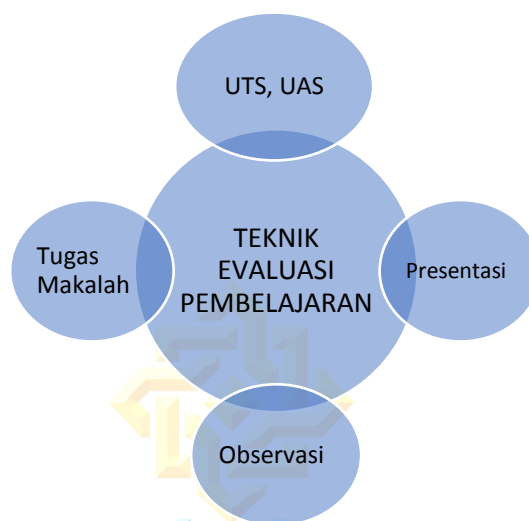 UTS, UAS
TEKNIK
EVALUASI
PEMBELAJARAN
Tugas
Makalah
Presentasi
Observasi